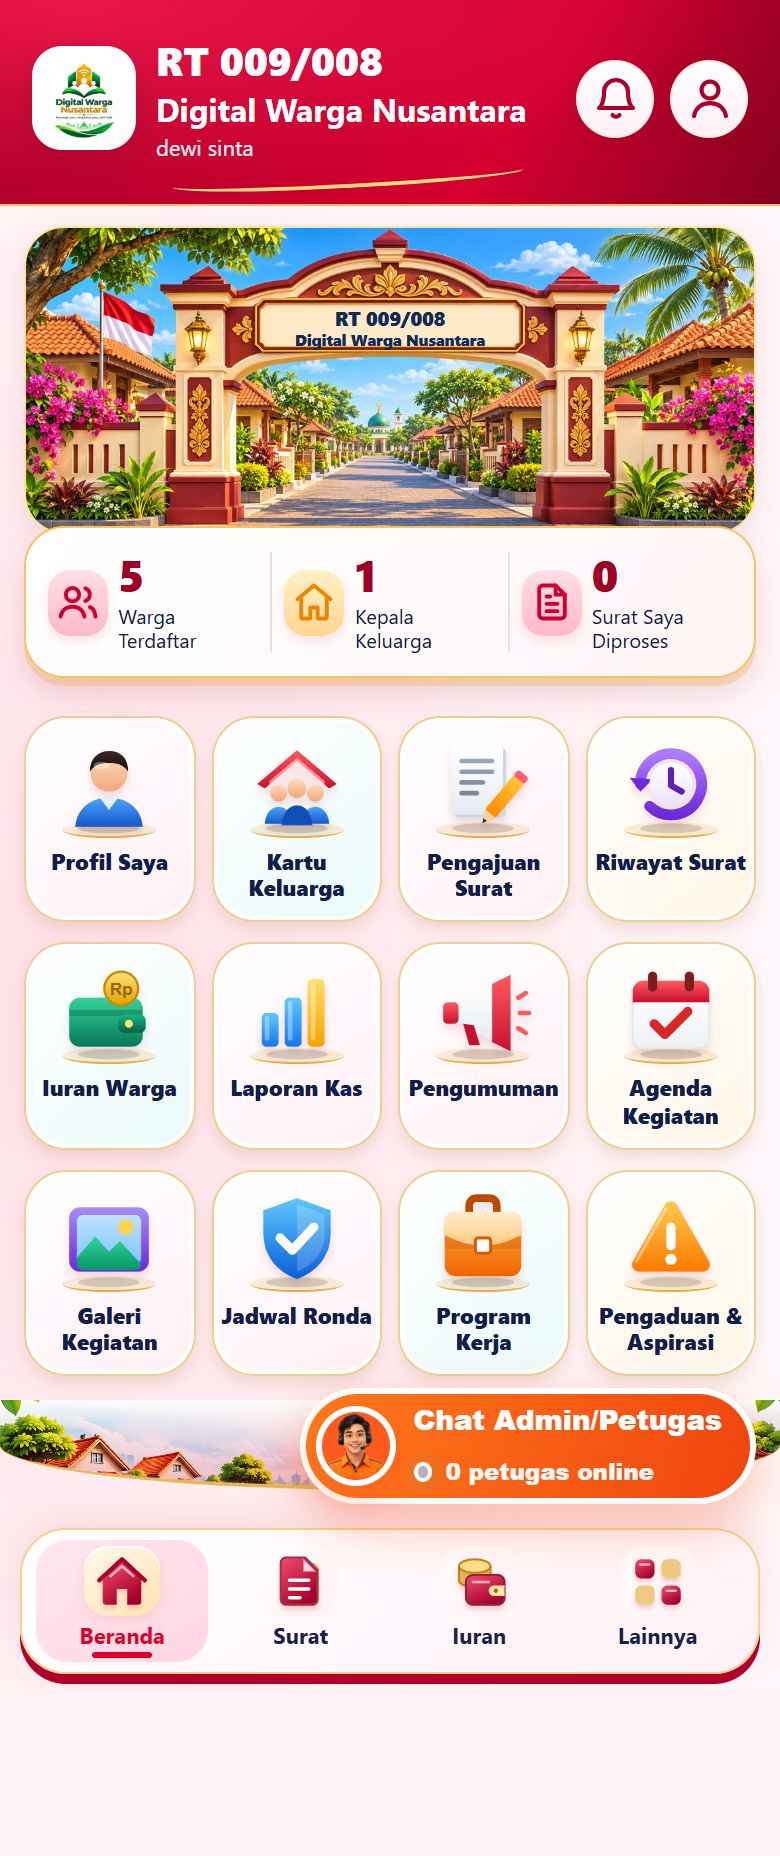 RT 009/008
Digital Warga Nusantara
dewi sinta
Digital Warga
Nusantara
RT 009/008
Digital Warga Nusantara
5
Warga
Terdaftar
1
Kepala
Keluarga
0
Surat Saya
Diproses
Profil Saya
Kartu
Keluarga
Pengajuan
Surat
Riwayat Surat
Rp
Iuran Warga
Laporan Kas
Pengumuman
Agenda
Kegiatan
Galeri
Kegiatan
Jadwal Ronda
Program
Kerja
Pengaduan &
Aspirasi
Chat Admin/Petugas
0 petugas online
Beranda
Surat
Iuran
Lainnya